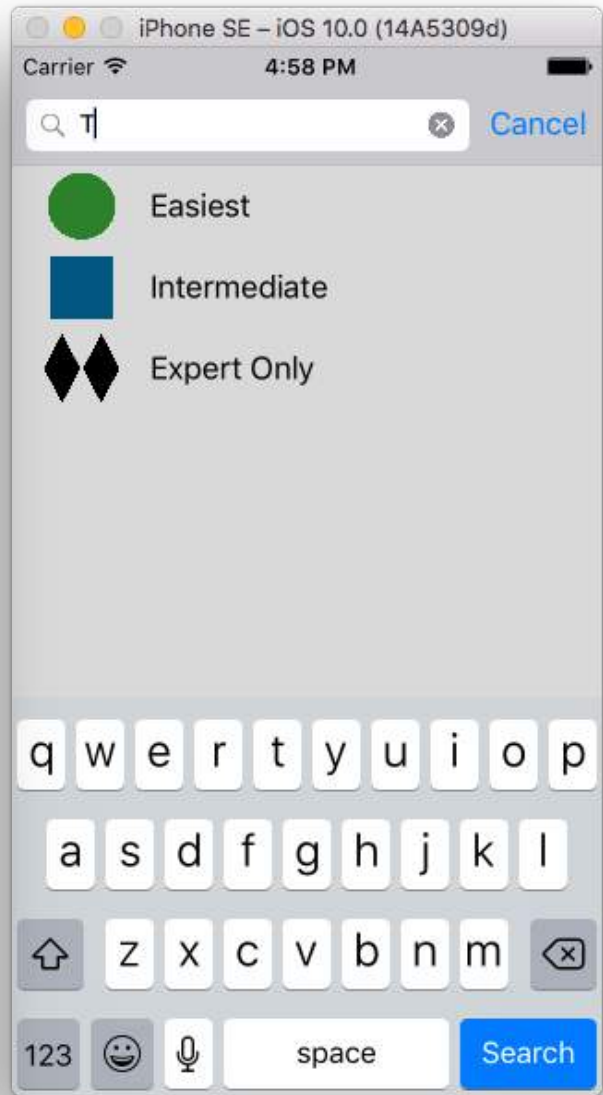 iPhone SE – iOS 10.0 (14A5309d)
Carrier 4:58 PM
T Cancel
Easiest
Intermediate
Expert Only
q w e r t y u i o p
a s d f g h j k l
z x c v b n m
123 space Search